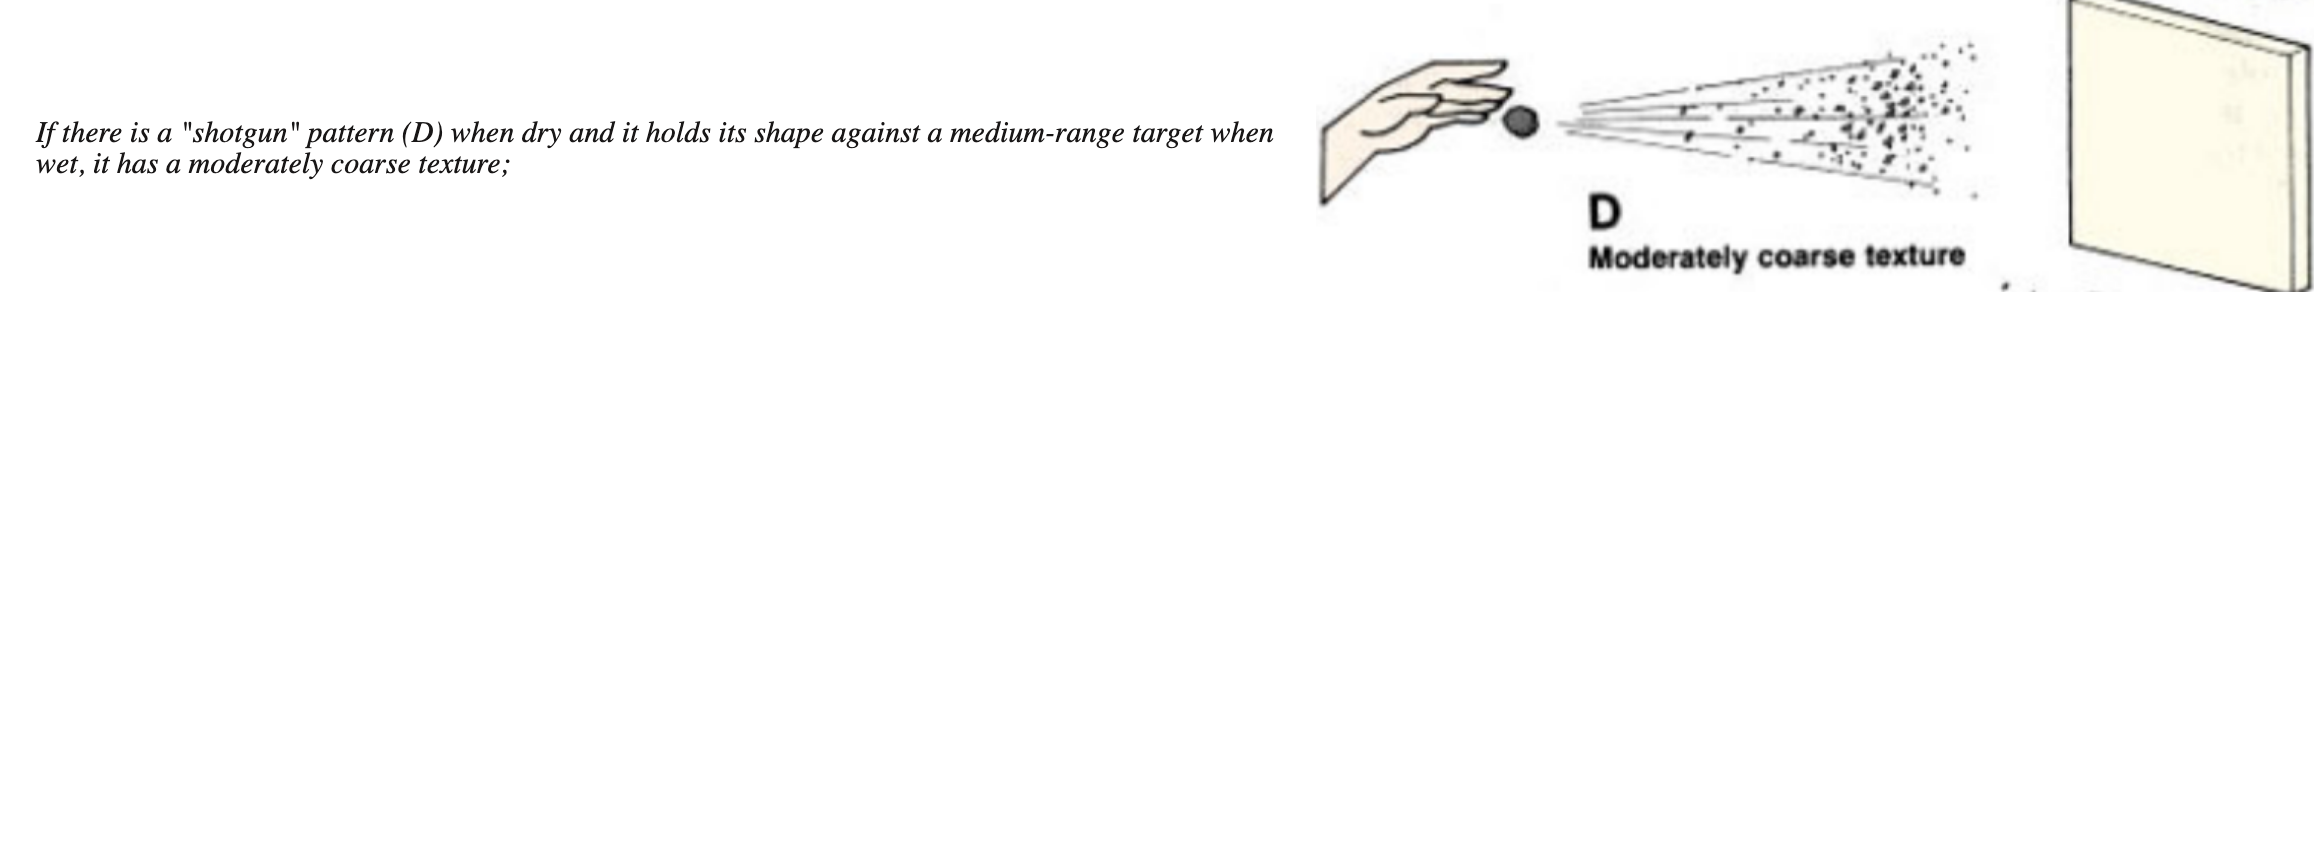 If there is a "shotgun" pattern (D) when dry and it holds its shape against a medium-range target when
wet, it has a moderately coarse texture;
D
Moderately coarse texture